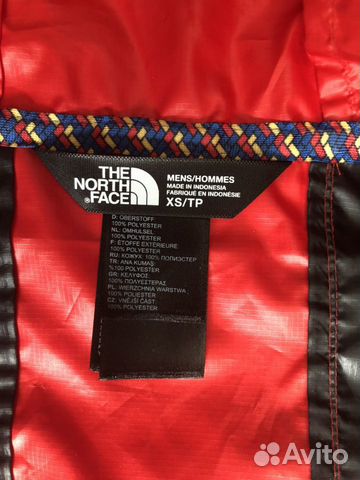 THE
NORTH
FACE
MENS/HOMMES
MADE IN INDONESIA
FABRIQUÉ EN INDONÉSIE
XS/TP
D: OBERSTOFF
100% POLYESTER
NL: OMHULSEL
100% POLYESTER
F: ÉTOFFE EXTÉRIEURE
100% POLYESTER
RU: КОЖУХ 100% ПОЛИЭСТЕР
TR: ANA KUMAŞ
%100 POLYESTER
GR: ΚΕΛΥΦΟΣ
100% ΠΟΛΥΕΣΤΕΡΑΣ
PL: WIERZCHNIA WARSTWA
100% POLIESTER
CZ: VNĚJŠÍ ČÁST
100% POLYESTER
Avito